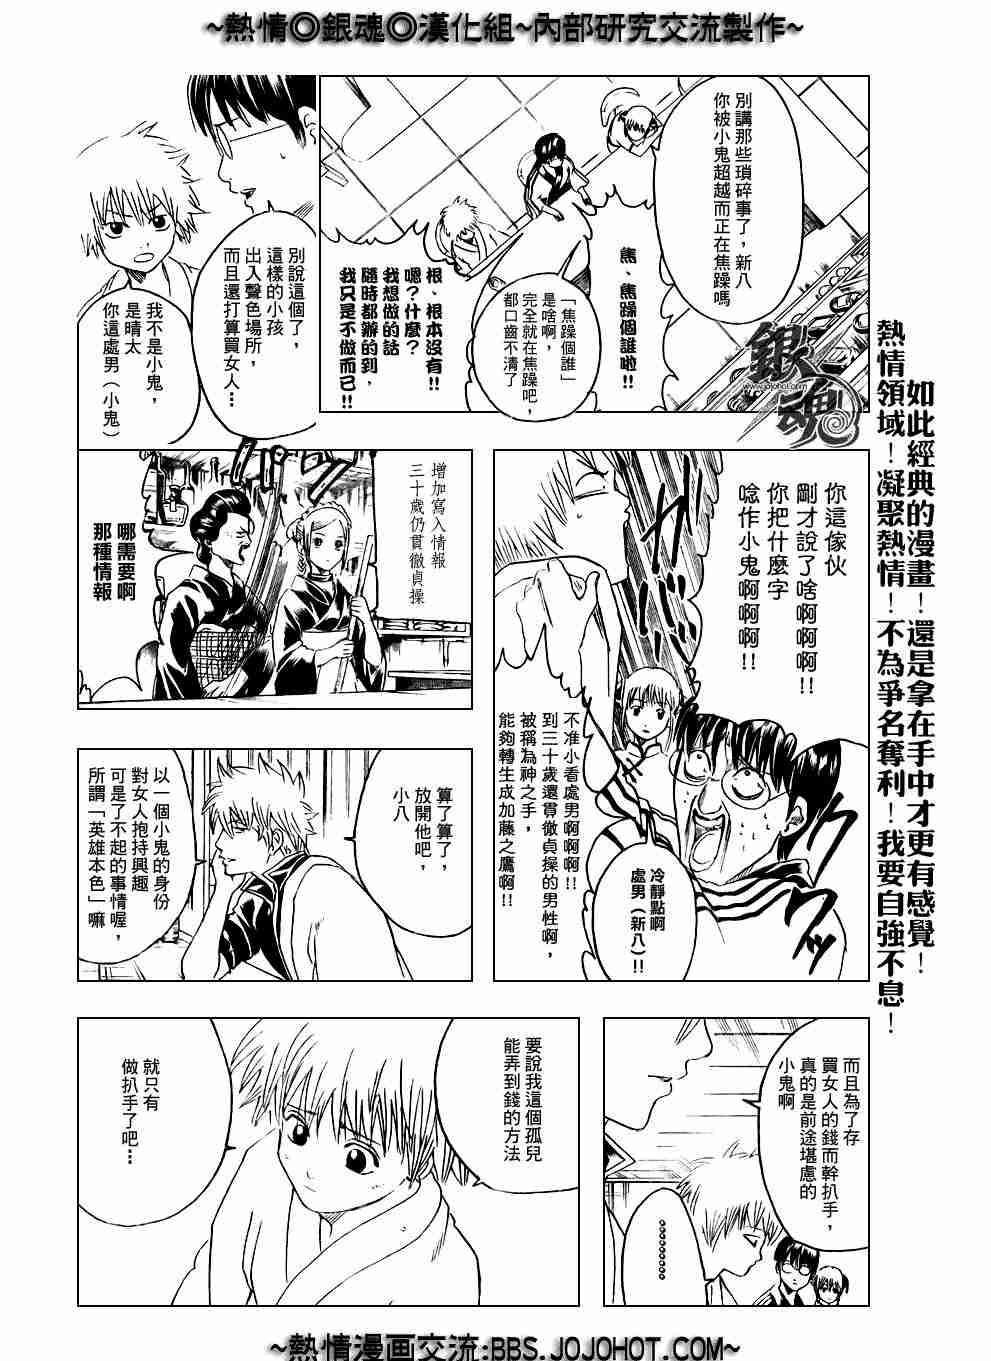 ~熱情◎銀魂◎漢化組~內部研究交流製作~
別講那些瑣碎事了，新八
你被小鬼超越而正在焦躁嗎
焦、焦躁個誰啦!!
「焦躁個誰」
是啥啊，
完全就在焦躁吧，
都口齒不清了
根、根本沒有!!
嗯？什麼？
我想做的話
隨時都辦的到，
我只是不做而已!!
別說這個了，
這樣的小孩
出入聲色場所，
而且還打算買女人…
我不是小鬼，
是晴太
你這處男（小鬼）
銀魂
www.jojohot.com
如此經典的漫畫！還是拿在手中才更有感覺！
熱情領域！凝聚熱情！不為爭名奪利！我要自強不息！
你這傢伙
剛才說了啥啊啊啊!!
你把什麼字
唸作小鬼啊啊啊!!
不准小看處男啊啊啊!!
到三十歲還貫徹貞操的男性啊，
被稱為神之手，
能夠轉生成加藤之鷹啊!!
冷靜點啊
處男（新八）!!
增加寫入情報
三十歲仍貫徹貞操
哪需要啊
那種情報
算了算了，
放開他吧，
小八
以一個小鬼的身份
對女人抱持興趣
可是了不起的事情喔，
所謂「英雄本色」嘛
而且為了存
買女人的錢而幹扒手，
真的是前途堪慮的
小鬼啊
…………
要說我這個孤兒
能弄到錢的方法
就只有
做扒手了吧…
~熱情漫画交流:BBS.JOJOHOT.COM~